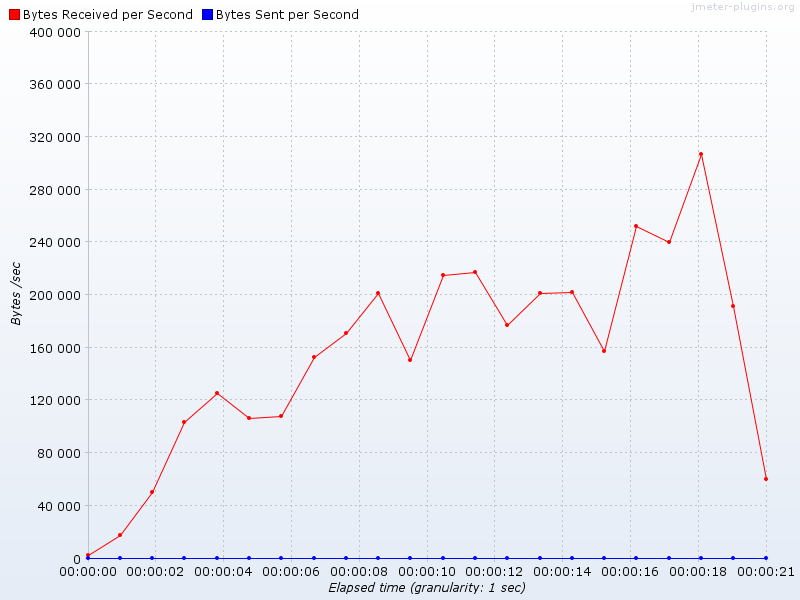 jmeter-plugins.org
Bytes Received per Second Bytes Sent per Second
400 000
360 000
320 000
280 000
240 000
200 000
160 000
120 000
80 000
40 000
0
Bytes /sec
00:00:00 00:00:02 00:00:04 00:00:06 00:00:08 00:00:10 00:00:12 00:00:14 00:00:16 00:00:18 00:00:21
Elapsed time (granularity: 1 sec)